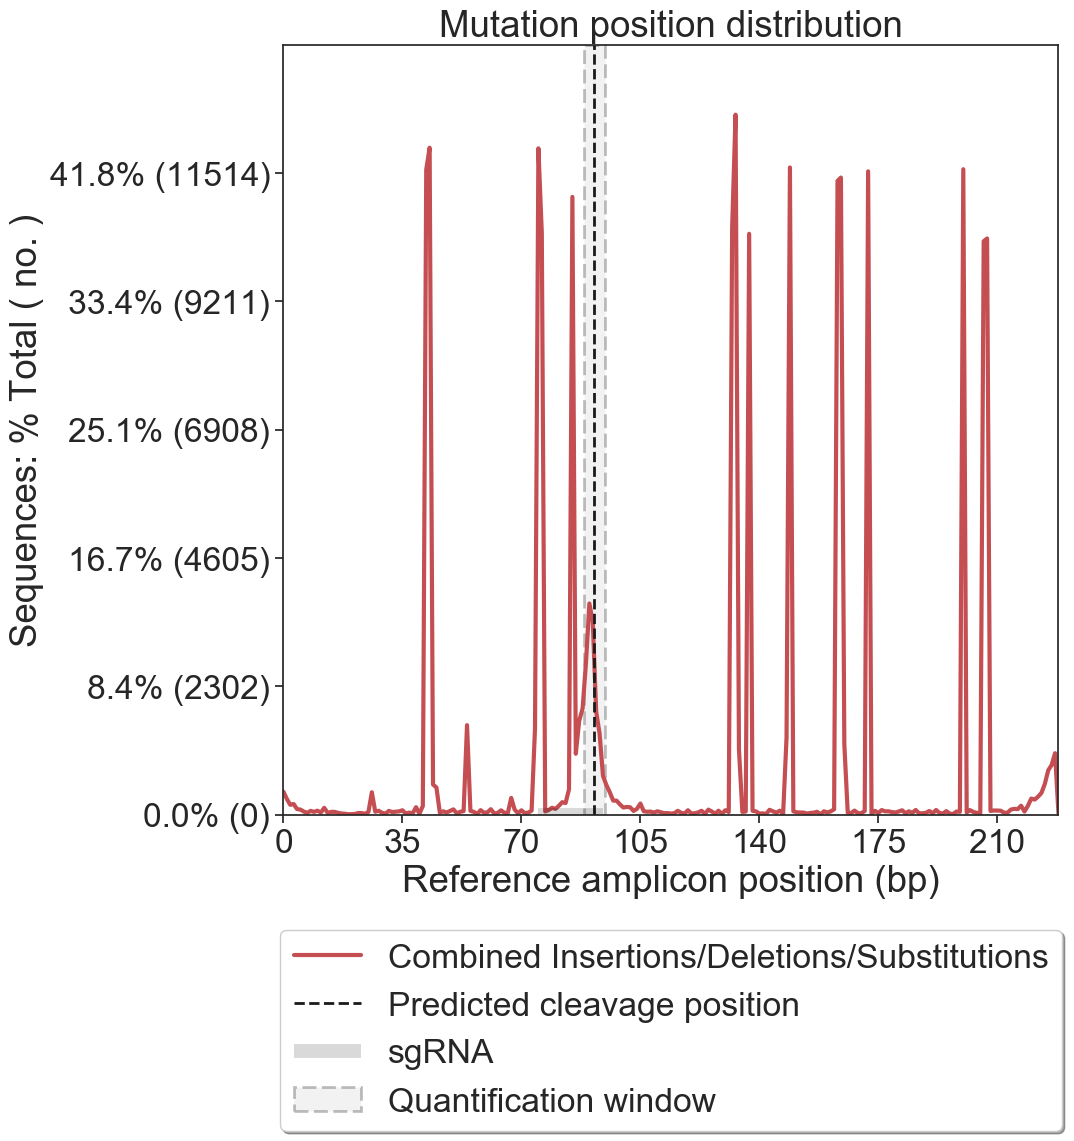 Mutation position distribution
Sequences: % Total ( no. )
41.8% (11514)
33.4% (9211)
25.1% (6908)
16.7% (4605)
8.4% (2302)
0.0% (0)
0 35 70 105 140 175 210
Reference amplicon position (bp)
Combined Insertions/Deletions/Substitutions
Predicted cleavage position
sgRNA
Quantification window